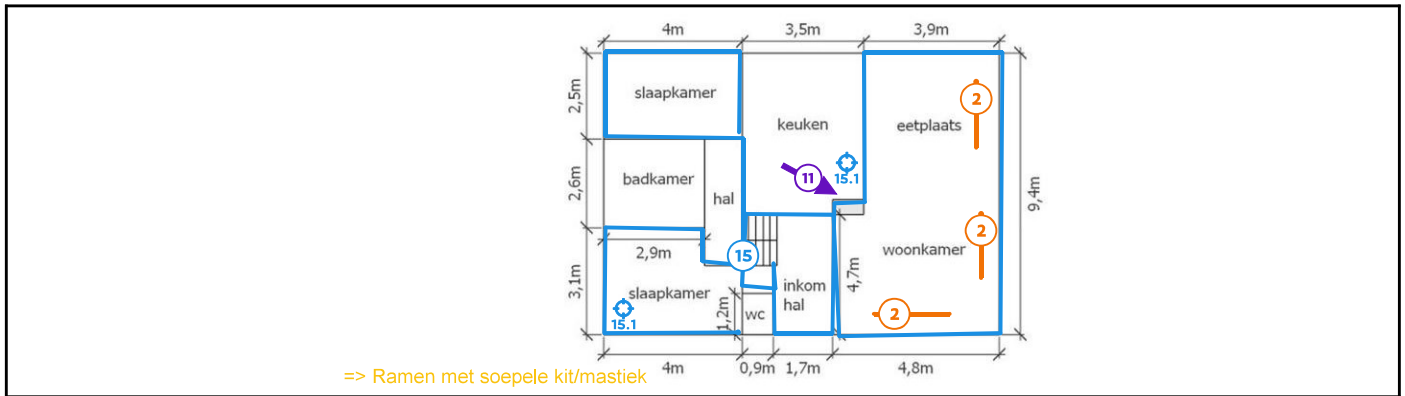 4m 3,5m 3,9m
2,5m
slaapkamer
keuken
eetplaats
2
11
15.1
2,6m
badkamer
hal
9,4m
2
15
2,9m
woonkamer
4,7m
3,1m
slaapkamer
inkom
hal
1,2m
wc
15.1
2
4m 0,9m 1,7m 4,8m
=> Ramen met soepele kit/mastiek